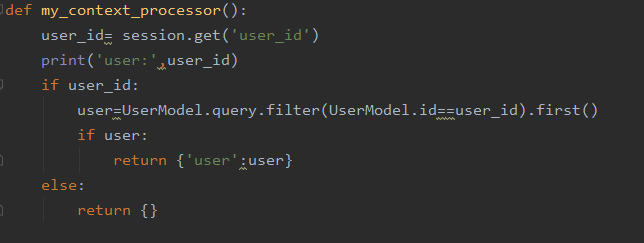 def my_context_processor():
    user_id= session.get('user_id')
    print('user:',user_id)
    if user_id:
        user=UserModel.query.filter(UserModel.id==user_id).first()
        if user:
            return {'user':user}
    else:
        return {}